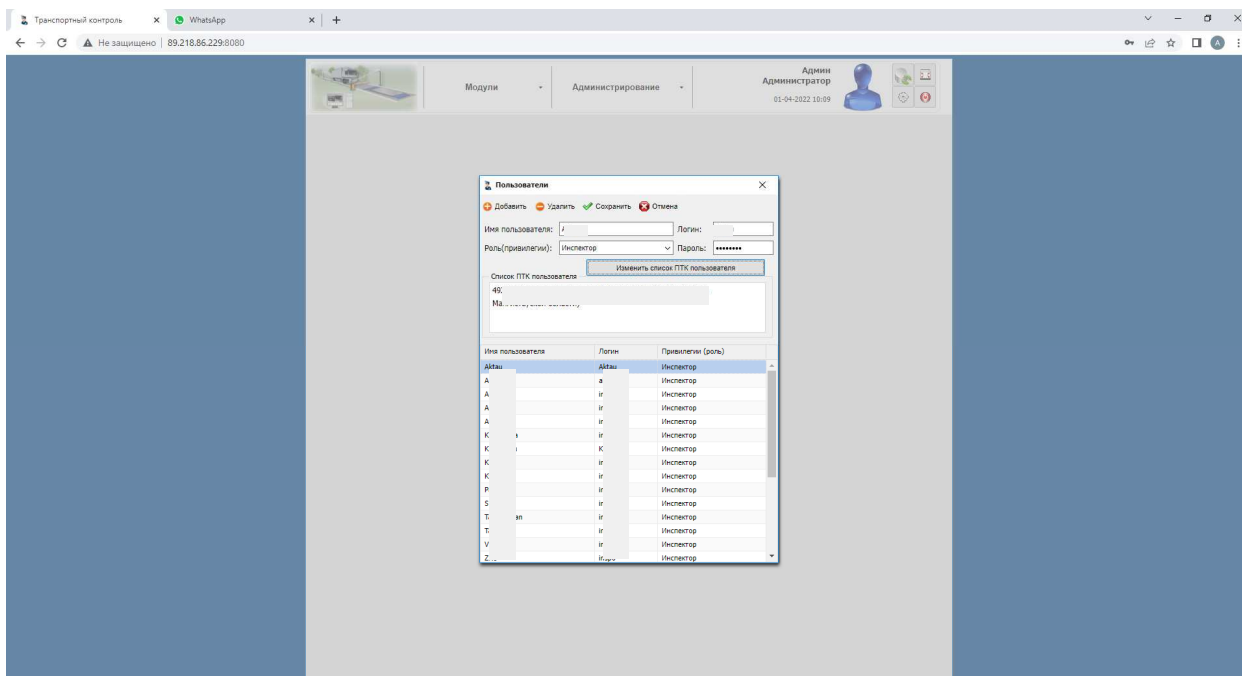 Транспортный контроль
WhatsApp
Не защищено | 89.218.86.229:8080
A
Модули
Администрирование
Админ
Администратор
01-04-2022 10:09
Пользователи
Добавить Удалить Сохранить Отмена
Имя пользователя:
Логин:
Роль(привилегии): Инспектор
Пароль: ••••••••
Изменить список ПТК пользователя
Список ПТК пользователя
Имя пользователя Логин Привилегии (роль)
Aktau Aktau Инспектор
A a Инспектор
A Инспектор
A Инспектор
A Инспектор
K Инспектор
K K Инспектор
K Инспектор
K Инспектор
P Инспектор
S Инспектор
Инспектор
Инспектор
V Инспектор
Инспектор